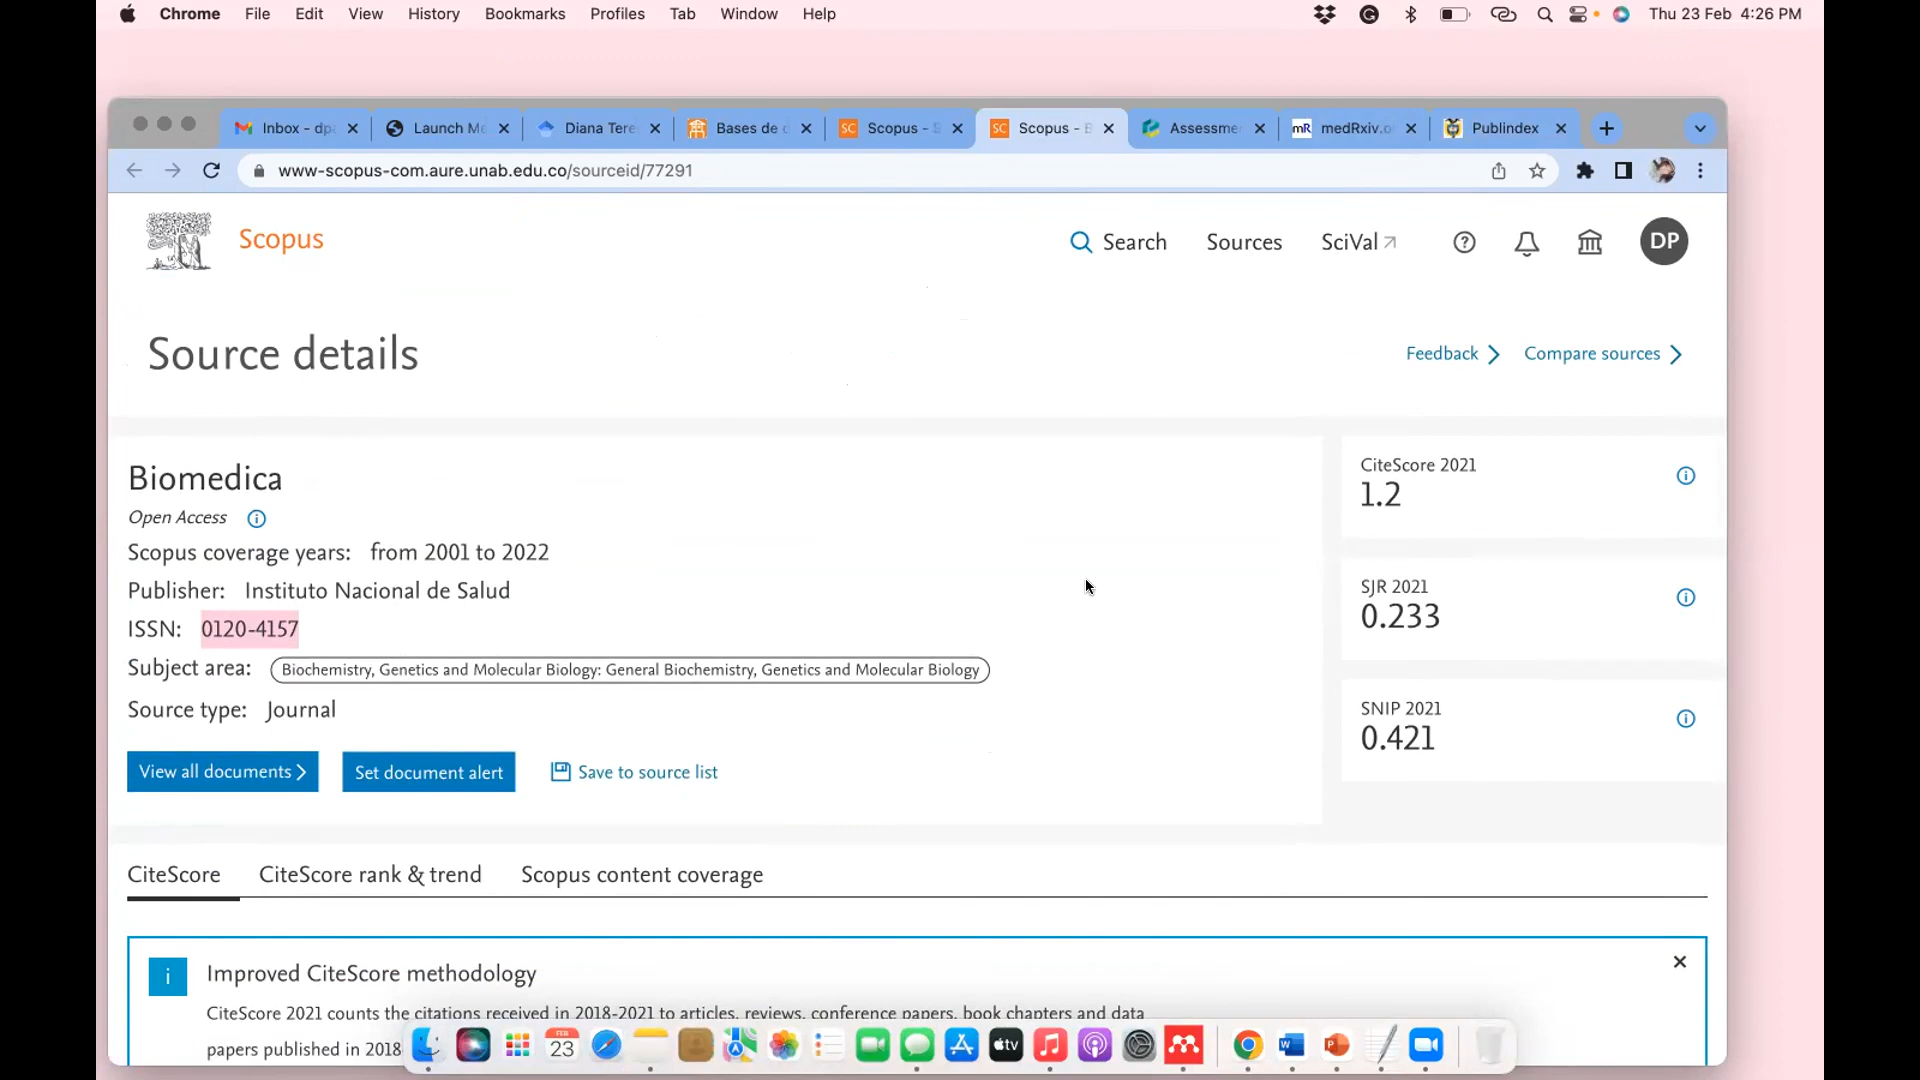 Chrome File Edit View History Bookmarks Profiles Tab Window Help Thu 23 Feb 4:26 PM
Inbox - dp Launch M Diana Tere Bases de SC Scopus - SC Scopus - Assessme mR medRxiv.o Publindex
www-scopus-com.aure.unab.edu.co/sourceid/77291
Scopus Search Sources SciVal DP
Source details Feedback Compare sources
Biomedica
Open Access
Scopus coverage years: from 2001 to 2022
Publisher: Instituto Nacional de Salud
ISSN: 0120-4157
Subject area: Biochemistry, Genetics and Molecular Biology: General Biochemistry, Genetics and Molecular Biology
Source type: Journal
View all documents Set document alert Save to source list
CiteScore 2021
1.2
SJR 2021
0.233
SNIP 2021
0.421
CiteScore CiteScore rank & trend Scopus content coverage
Improved CiteScore methodology
CiteScore 2021 counts the citations received in 2018-2021 to articles, reviews, conference papers, book chapters and data
papers published in 2018
FEB
23
tv
W
P